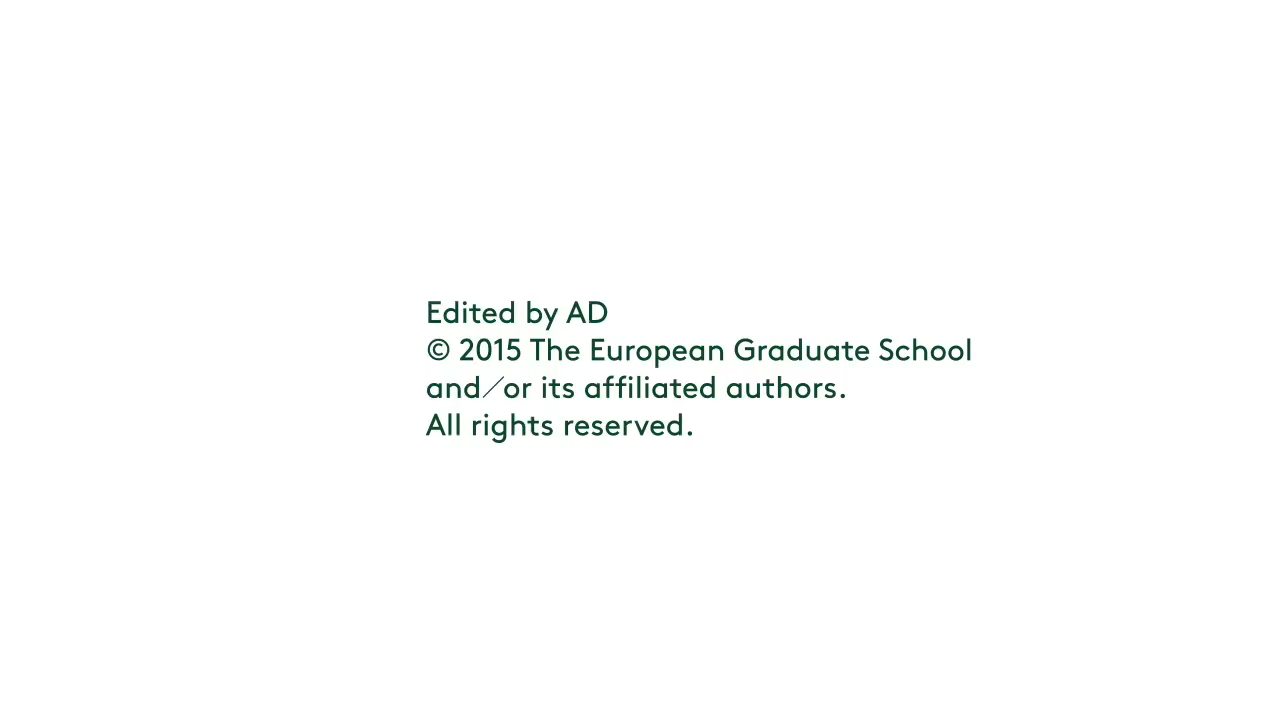 Edited by AD
© 2015 The European Graduate School
and/or its affiliated authors.
All rights reserved.